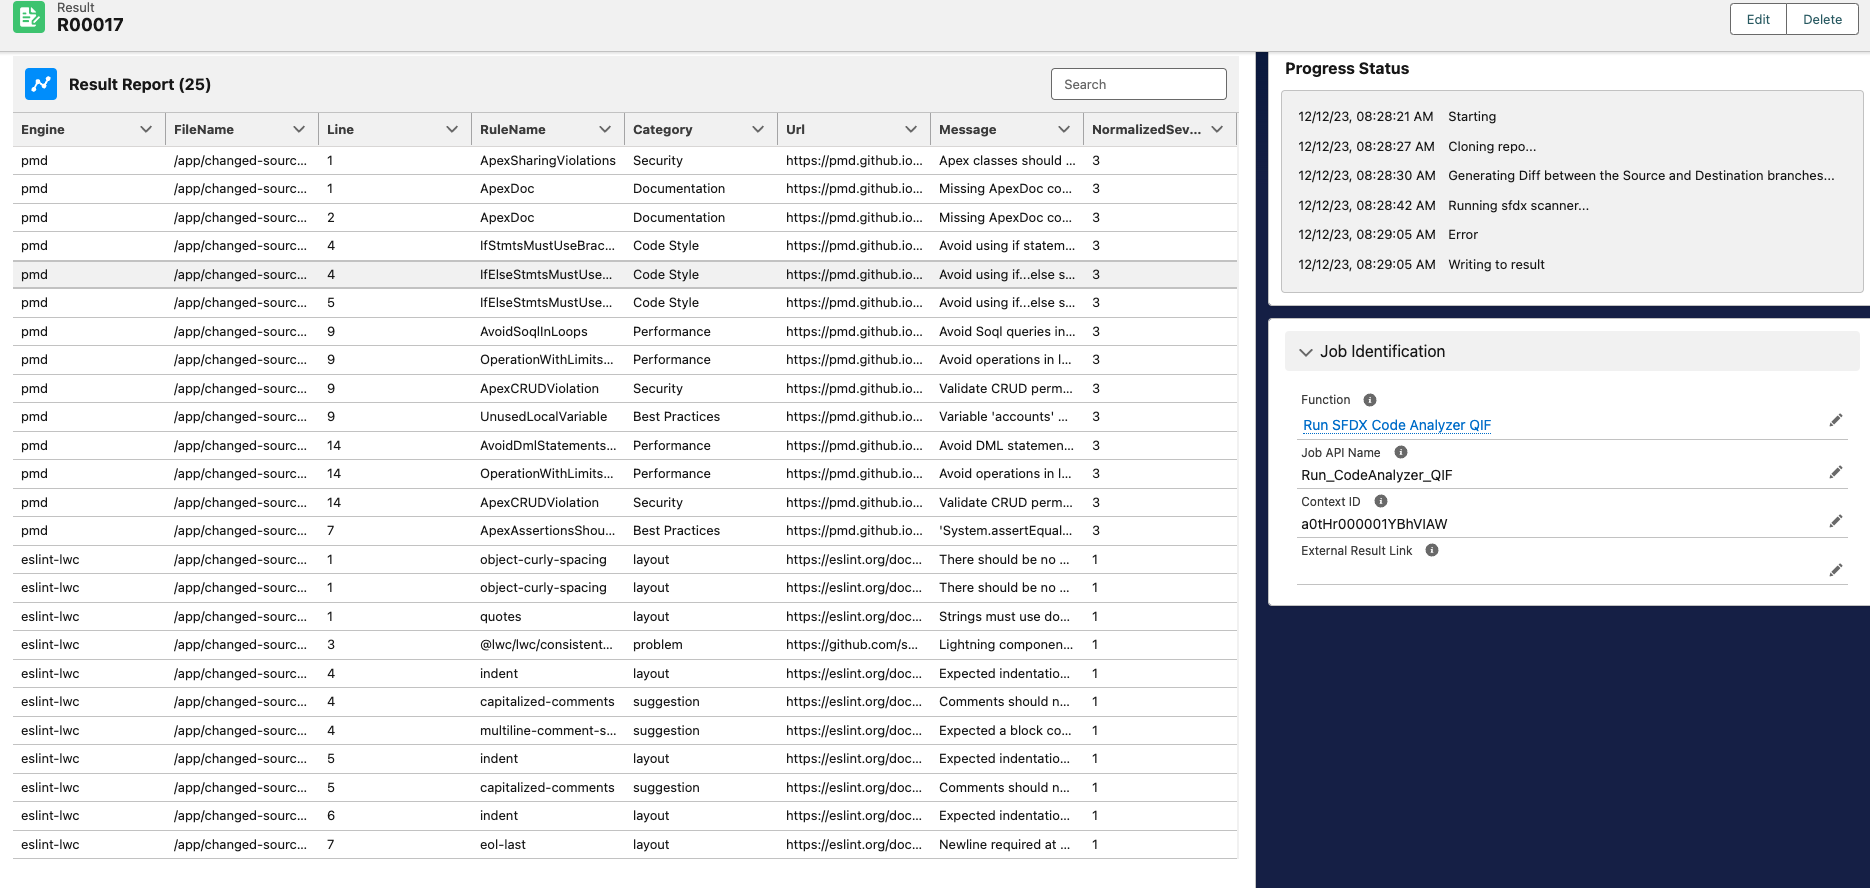 Result
R00017
Edit Delete
Result Report (25)
Search
Engine FileName Line RuleName Category Url Message NormalizedSev...
pmd /app/changed-sourc... 1 ApexSharingViolations Security https://pmd.github.io... Apex classes should ... 3
pmd /app/changed-sourc... 1 ApexDoc Documentation https://pmd.github.io... Missing ApexDoc co... 3
pmd /app/changed-sourc... 2 ApexDoc Documentation https://pmd.github.io... Missing ApexDoc co... 3
pmd /app/changed-sourc... 4 IfStmtsMustUseBrac... Code Style https://pmd.github.io... Avoid using if statem... 3
pmd /app/changed-sourc... 4 IfElseStmtsMustUse... Code Style https://pmd.github.io... Avoid using if...else s... 3
pmd /app/changed-sourc... 5 IfElseStmtsMustUse... Code Style https://pmd.github.io... Avoid using if...else s... 3
pmd /app/changed-sourc... 9 AvoidSoqlInLoops Performance https://pmd.github.io... Avoid Soql queries in... 3
pmd /app/changed-sourc... 9 OperationWithLimits... Performance https://pmd.github.io... Avoid operations in l... 3
pmd /app/changed-sourc... 9 ApexCRUDViolation Security https://pmd.github.io... Validate CRUD perm... 3
pmd /app/changed-sourc... 9 UnusedLocalVariable Best Practices https://pmd.github.io... Variable 'accounts' ... 3
pmd /app/changed-sourc... 14 AvoidDmlStatements... Performance https://pmd.github.io... Avoid DML statemen... 3
pmd /app/changed-sourc... 14 OperationWithLimits... Performance https://pmd.github.io... Avoid operations in l... 3
pmd /app/changed-sourc... 14 ApexCRUDViolation Security https://pmd.github.io... Validate CRUD perm... 3
pmd /app/changed-sourc... 7 ApexAssertionsShou... Best Practices https://pmd.github.io... 'System.assertEqual... 3
eslint-lwc /app/changed-sourc... 1 object-curly-spacing layout https://eslint.org/doc... There should be no ... 1
eslint-lwc /app/changed-sourc... 1 object-curly-spacing layout https://eslint.org/doc... There should be no ... 1
eslint-lwc /app/changed-sourc... 1 quotes layout https://eslint.org/doc... Strings must use do... 1
eslint-lwc /app/changed-sourc... 3 @lwc/lwc/consistent... problem https://github.com/s... Lightning componen... 1
eslint-lwc /app/changed-sourc... 4 indent layout https://eslint.org/doc... Expected indentatio... 1
eslint-lwc /app/changed-sourc... 4 capitalized-comments suggestion https://eslint.org/doc... Comments should n... 1
eslint-lwc /app/changed-sourc... 4 multiline-comment-s... suggestion https://eslint.org/doc... Expected a block co... 1
eslint-lwc /app/changed-sourc... 5 indent layout https://eslint.org/doc... Expected indentatio... 1
eslint-lwc /app/changed-sourc... 5 capitalized-comments suggestion https://eslint.org/doc... Comments should n... 1
eslint-lwc /app/changed-sourc... 6 indent layout https://eslint.org/doc... Expected indentatio... 1
eslint-lwc /app/changed-sourc... 7 eol-last layout https://eslint.org/doc... Newline required at ... 1
Progress Status
12/12/23, 08:28:21 AM Starting
12/12/23, 08:28:27 AM Cloning repo...
12/12/23, 08:28:30 AM Generating Diff between the Source and Destination branches...
12/12/23, 08:28:42 AM Running sfdx scanner...
12/12/23, 08:29:05 AM Error
12/12/23, 08:29:05 AM Writing to result
Job Identification
Function
Run SFDX Code Analyzer QIF
Job API Name
Run_CodeAnalyzer_QIF
Context ID
a0tHr000001YBhVIAW
External Result Link